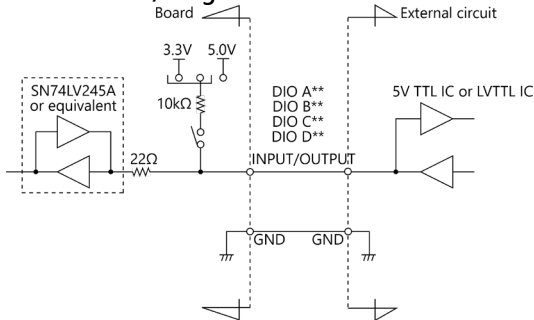 Board
External circuit
3.3V 5.0V
SN74LV245A
or equivalent
10kΩ
DIO A**
DIO B**
DIO C**
DIO D**
5V TTL IC or LVTTL IC
22Ω
INPUT/OUTPUT
GND GND